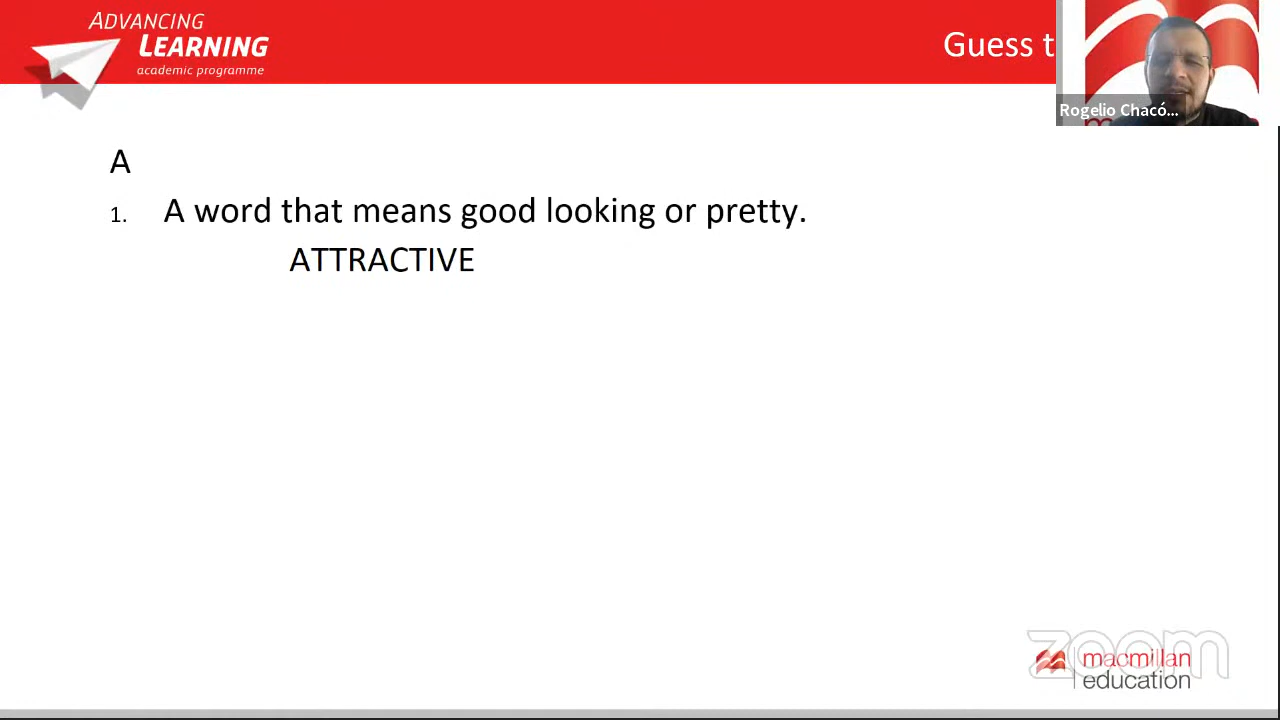 ADVANCING
LEARNING
academic programme
Guess t
Rogelio Chacó...
A
1. A word that means good looking or pretty.
ATTRACTIVE
zoom
macmillan
education